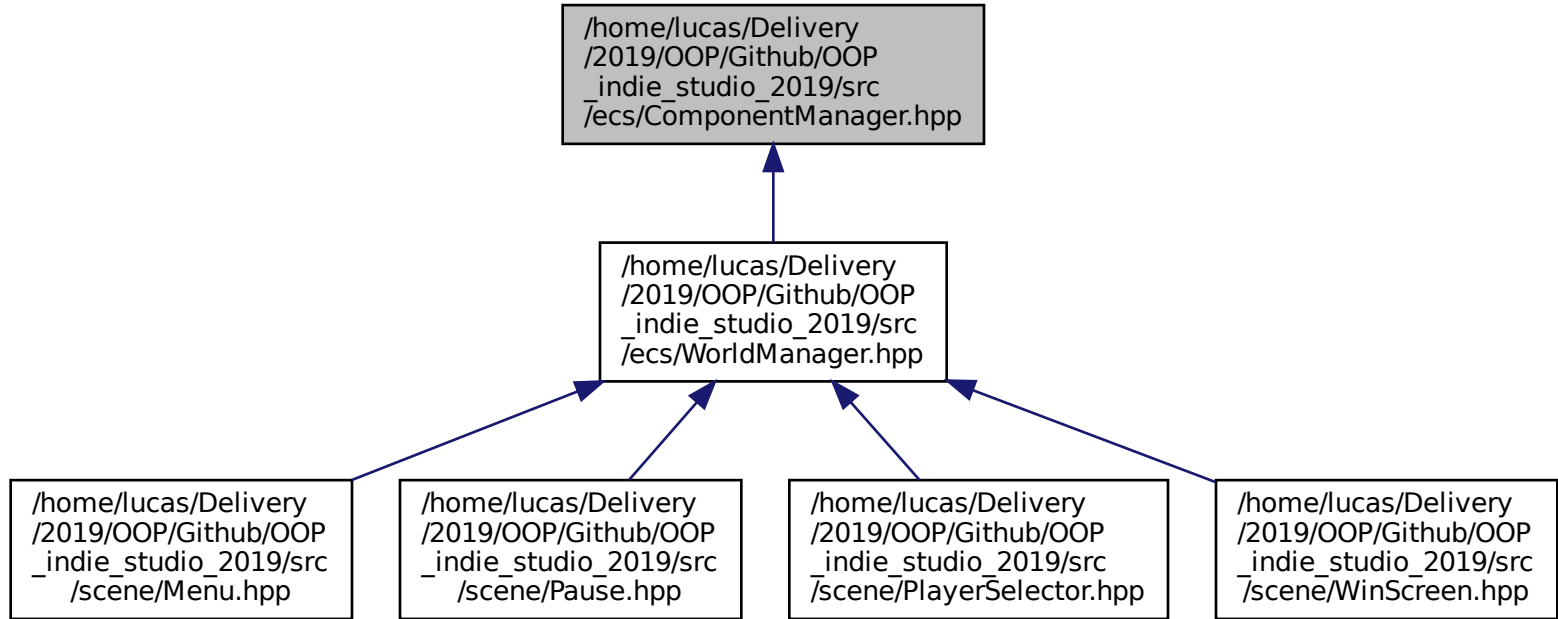 /home/lucas/Delivery
/2019/OOP/Github/OOP
_indie_studio_2019/src
/ecs/ComponentManager.hpp
/home/lucas/Delivery
/2019/OOP/Github/OOP
_indie_studio_2019/src
/ecs/WorldManager.hpp
/home/lucas/Delivery
/2019/OOP/Github/OOP
_indie_studio_2019/src
/scene/Menu.hpp
/home/lucas/Delivery
/2019/OOP/Github/OOP
_indie_studio_2019/src
/scene/Pause.hpp
/home/lucas/Delivery
/2019/OOP/Github/OOP
_indie_studio_2019/src
/scene/PlayerSelector.hpp
/home/lucas/Delivery
/2019/OOP/Github/OOP
_indie_studio_2019/src
/scene/WinScreen.hpp